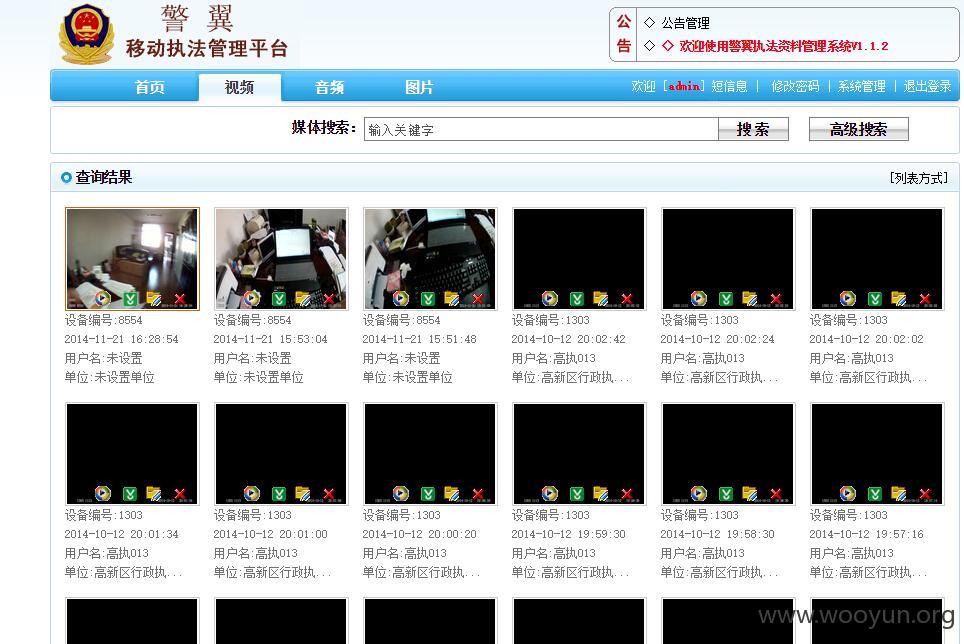 警翼
移动执法管理平台
公告
◇ 公告管理
◇ ◇ 欢迎使用警翼执法资料管理系统V1.1.2
首页 视频 音频 图片
欢迎 [admin] 短信息 | 修改密码 | 系统管理 | 退出登录
媒体搜索: 输入关键字 搜 索 高级搜索
查询结果 [列表方式]
设备编号:8554 设备编号:8554 设备编号:8554 设备编号:1303 设备编号:1303 设备编号:1303
2014-11-21 16:28:54 2014-11-21 15:53:04 2014-11-21 15:51:48 2014-10-12 20:02:42 2014-10-12 20:02:24 2014-10-12 20:02:02
用户名:未设置 用户名:未设置 用户名:未设置 用户名:高执013 用户名:高执013 用户名:高执013
单位:未设置单位 单位:未设置单位 单位:未设置单位 单位:高新区行政执... 单位:高新区行政执... 单位:高新区行政执...
设备编号:1303 设备编号:1303 设备编号:1303 设备编号:1303 设备编号:1303 设备编号:1303
2014-10-12 20:01:34 2014-10-12 20:01:00 2014-10-12 20:00:20 2014-10-12 19:59:30 2014-10-12 19:58:30 2014-10-12 19:57:16
用户名:高执013 用户名:高执013 用户名:高执013 用户名:高执013 用户名:高执013 用户名:高执013
单位:高新区行政执... 单位:高新区行政执... 单位:高新区行政执... 单位:高新区行政执... 单位:高新区行政执... 单位:高新区行政执...
www.wooyun.org